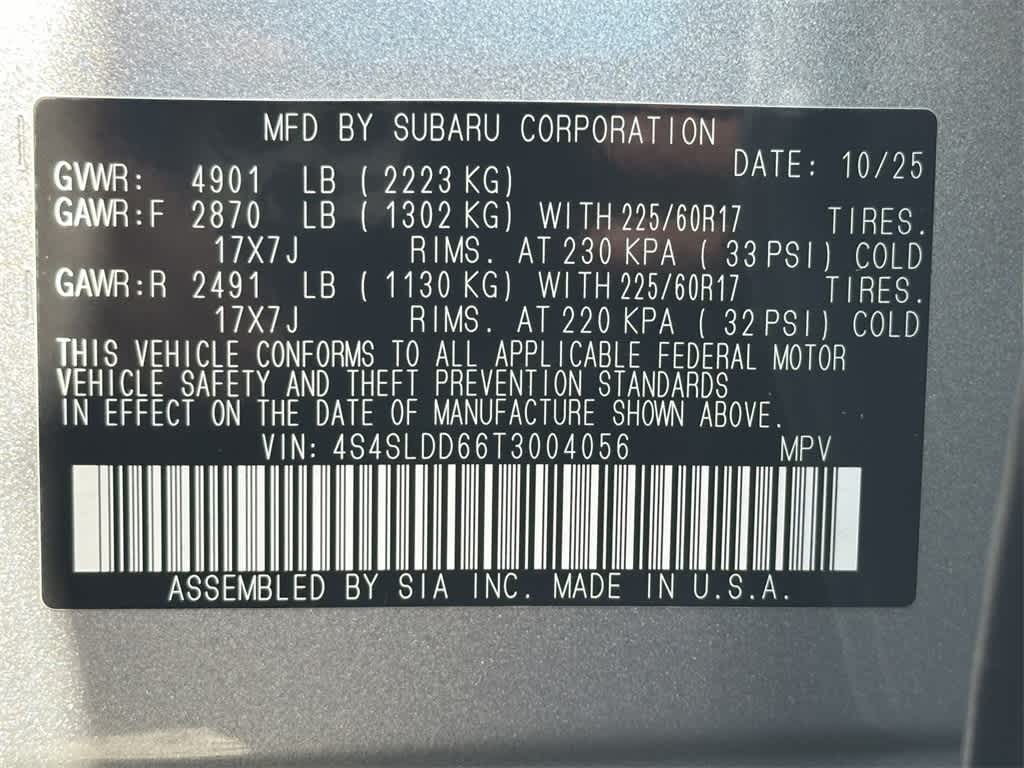 MFD BY SUBARU CORPORATION
DATE: 10/25
GVWR: 4901 LB ( 2223 KG)
GAWR:F 2870 LB ( 1302 KG) WITH 225/60R17 TIRES.
17X7J RIMS. AT 230 KPA ( 33 PSI) COLD
GAWR:R 2491 LB ( 1130 KG) WITH 225/60R17 TIRES.
17X7J RIMS. AT 220 KPA ( 32 PSI) COLD
THIS VEHICLE CONFORMS TO ALL APPLICABLE FEDERAL MOTOR
VEHICLE SAFETY AND THEFT PREVENTION STANDARDS
IN EFFECT ON THE DATE OF MANUFACTURE SHOWN ABOVE.
VIN: 4S4SLDD66T3004056 MPV
ASSEMBLED BY SIA INC. MADE IN U.S.A.